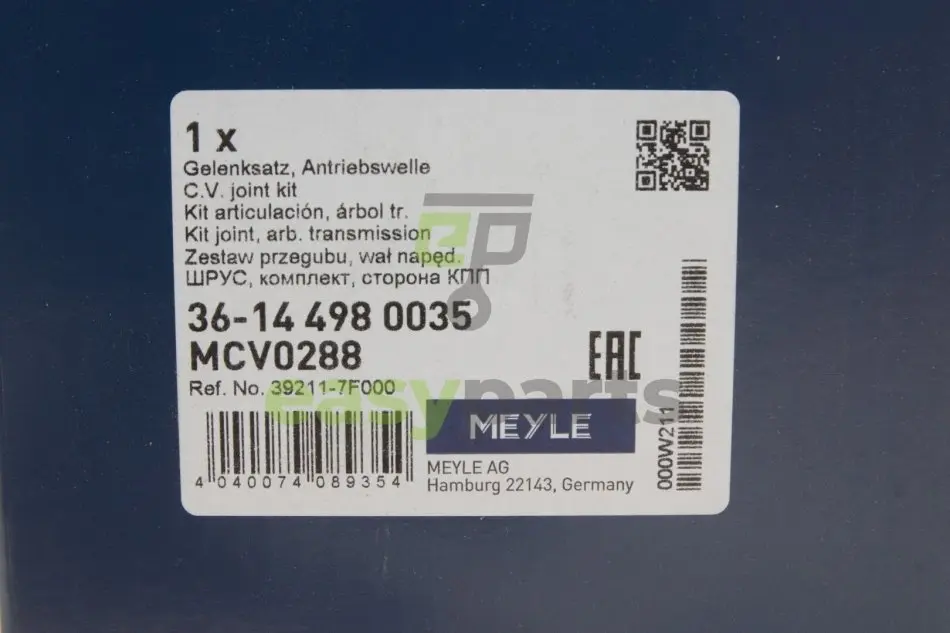 1 x
Gelenksatz, Antriebswelle
C.V. joint kit
Kit articulación, árbol tr.
Kit joint, arb. transmission
Zestaw przegubu, wał napęd.
ШРУС, комплект, сторона КПП
36-14 498 0035
MCV0288
Ref. No. 39211-7F000
EAC
easyparts
MEYLE
MEYLE AG
Hamburg 22143, Germany
4 040074 089354
000W211
ep